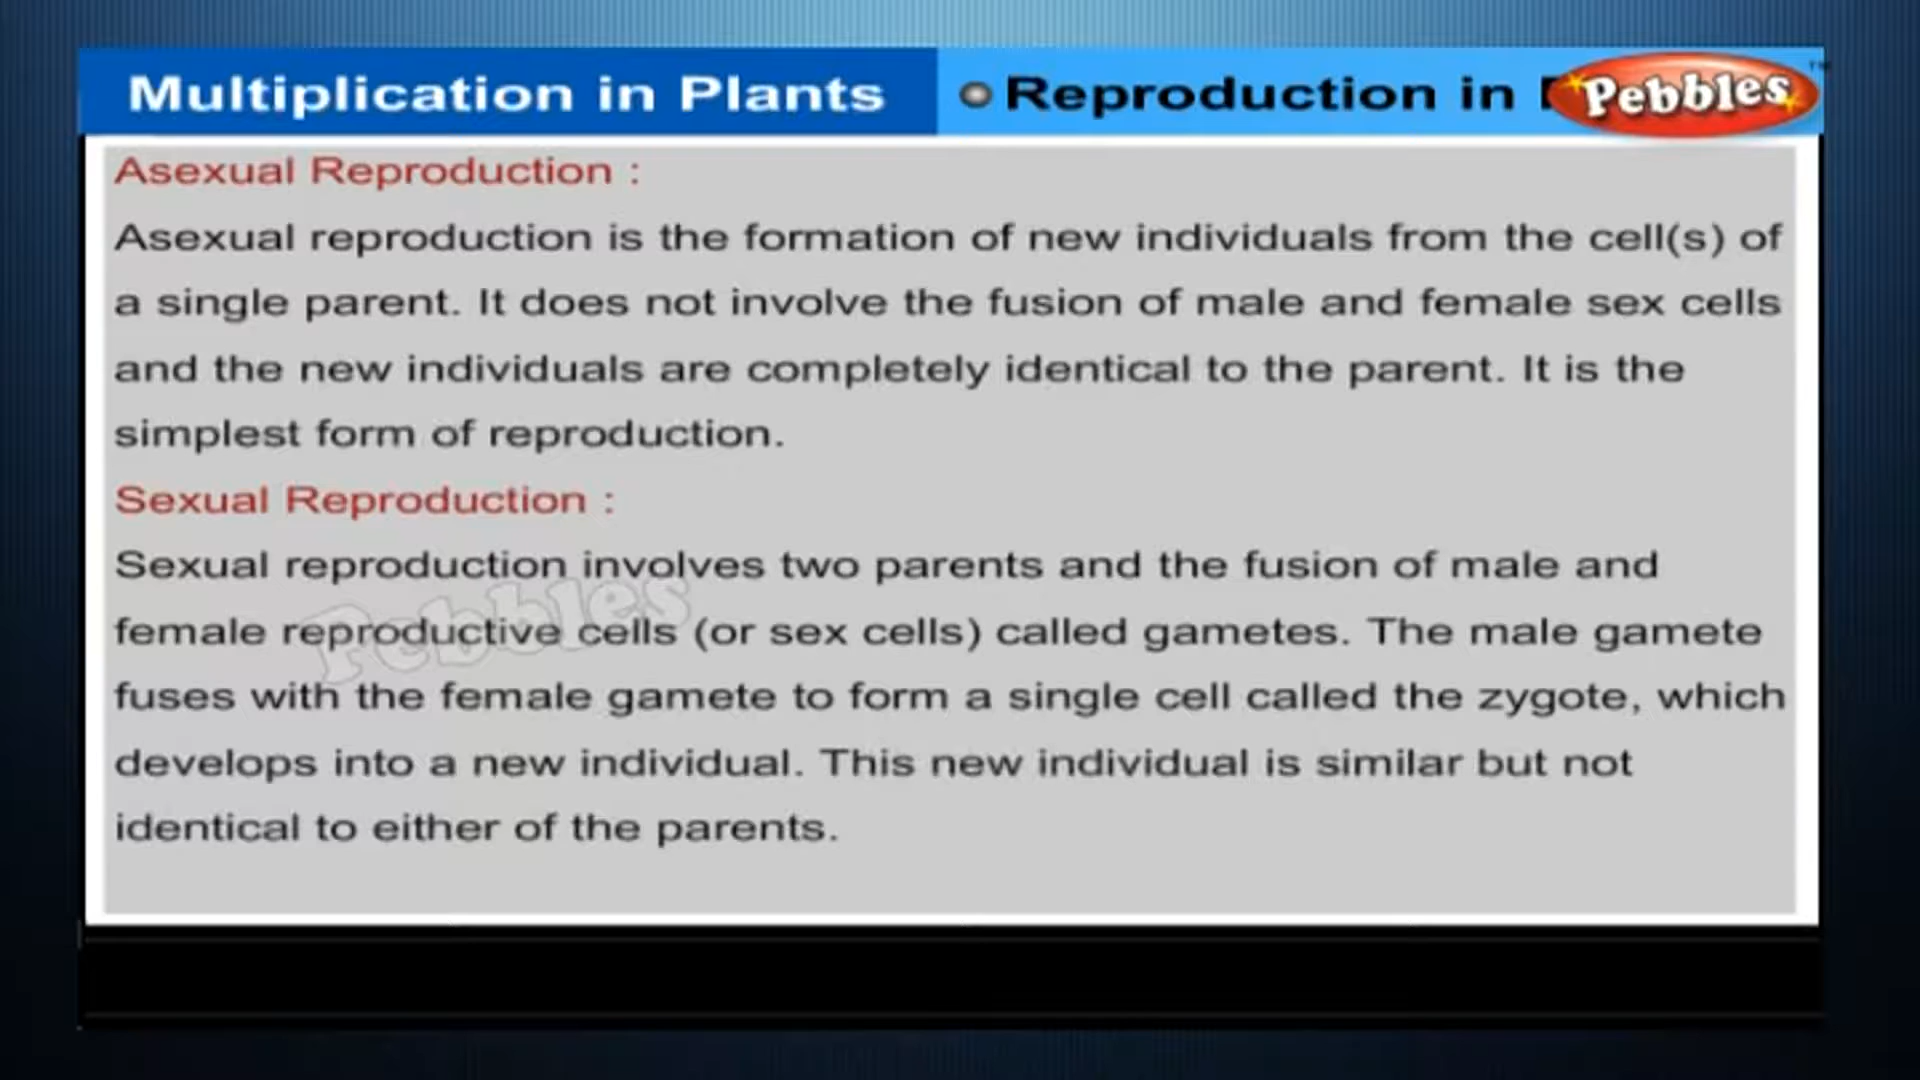 Multiplication in Plants
Reproduction in
Pebbles
TM
Asexual Reproduction :
Asexual reproduction is the formation of new individuals from the cell(s) of
a single parent. It does not involve the fusion of male and female sex cells
and the new individuals are completely identical to the parent. It is the
simplest form of reproduction.
Sexual Reproduction :
Sexual reproduction involves two parents and the fusion of male and
female reproductive cells (or sex cells) called gametes. The male gamete
fuses with the female gamete to form a single cell called the zygote, which
develops into a new individual. This new individual is similar but not
identical to either of the parents.
Pebbles